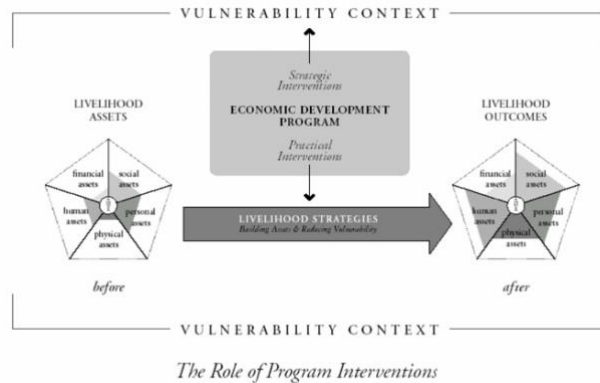 VULNERABILITY CONTEXT
Strategic
Interventions
ECONOMIC DEVELOPMENT
PROGRAM
Practical
Interventions
LIVELIHOOD
ASSETS
financial
assets
social
assets
human
assets
personal
assets
physical
assets
before
LIVELIHOOD STRATEGIES
Building Assets & Reducing Vulnerability
LIVELIHOOD
OUTCOMES
financial
assets
social
assets
human
assets
personal
assets
physical
assets
after
VULNERABILITY CONTEXT
The Role of Program Interventions